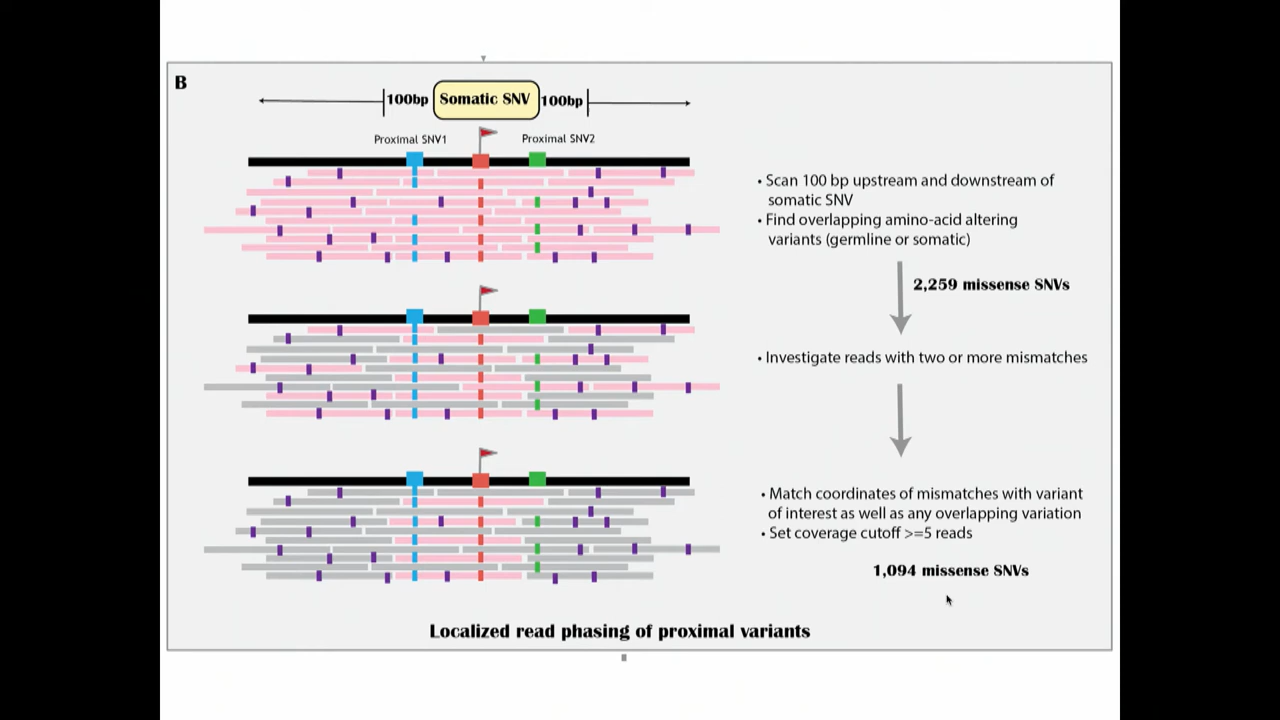 B
100bp Somatic SNV 100bp
Proximal SNV1 Proximal SNV2
• Scan 100 bp upstream and downstream of
somatic SNV
• Find overlapping amino-acid altering
variants (germline or somatic)
2,259 missense SNVs
• Investigate reads with two or more mismatches
• Match coordinates of mismatches with variant
of interest as well as any overlapping variation
• Set coverage cutoff >=5 reads
1,094 missense SNVs
Localized read phasing of proximal variants